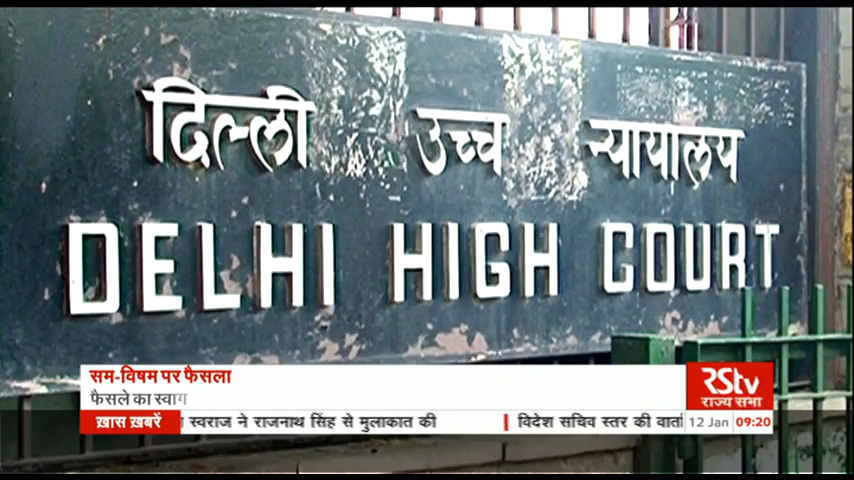 दिल्ली उच्च न्यायालय
DELHI HIGH COURT
सम-विषम पर फैसला
फैसले का स्वाग
RSTV
राज्य सभा
ख़ास ख़बरें
स्वराज ने राजनाथ सिंह से मुलाकात की
विदेश सचिव स्तर की वार्ता
12 Jan 09:20